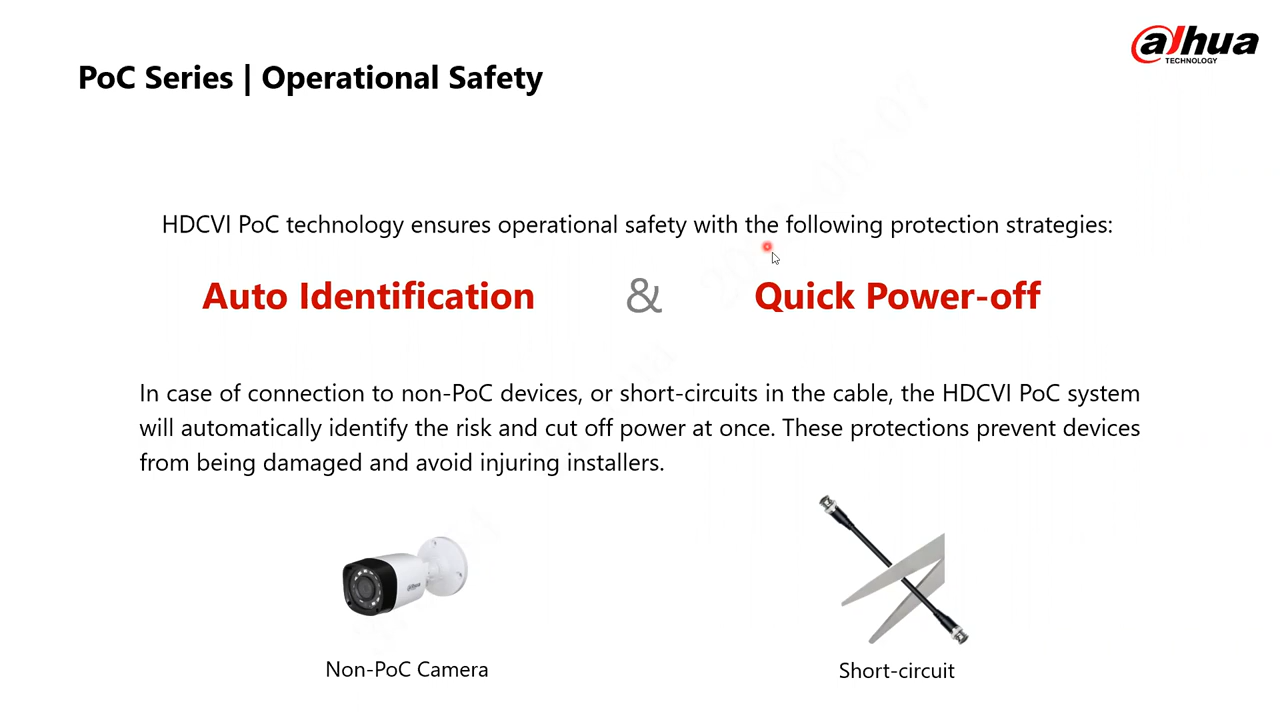 alhua
TECHNOLOGY
PoC Series | Operational Safety
HDCVI PoC technology ensures operational safety with the following protection strategies:
Auto Identification & Quick Power-off
In case of connection to non-PoC devices, or short-circuits in the cable, the HDCVI PoC system
will automatically identify the risk and cut off power at once. These protections prevent devices
from being damaged and avoid injuring installers.
Non-PoC Camera
Short-circuit